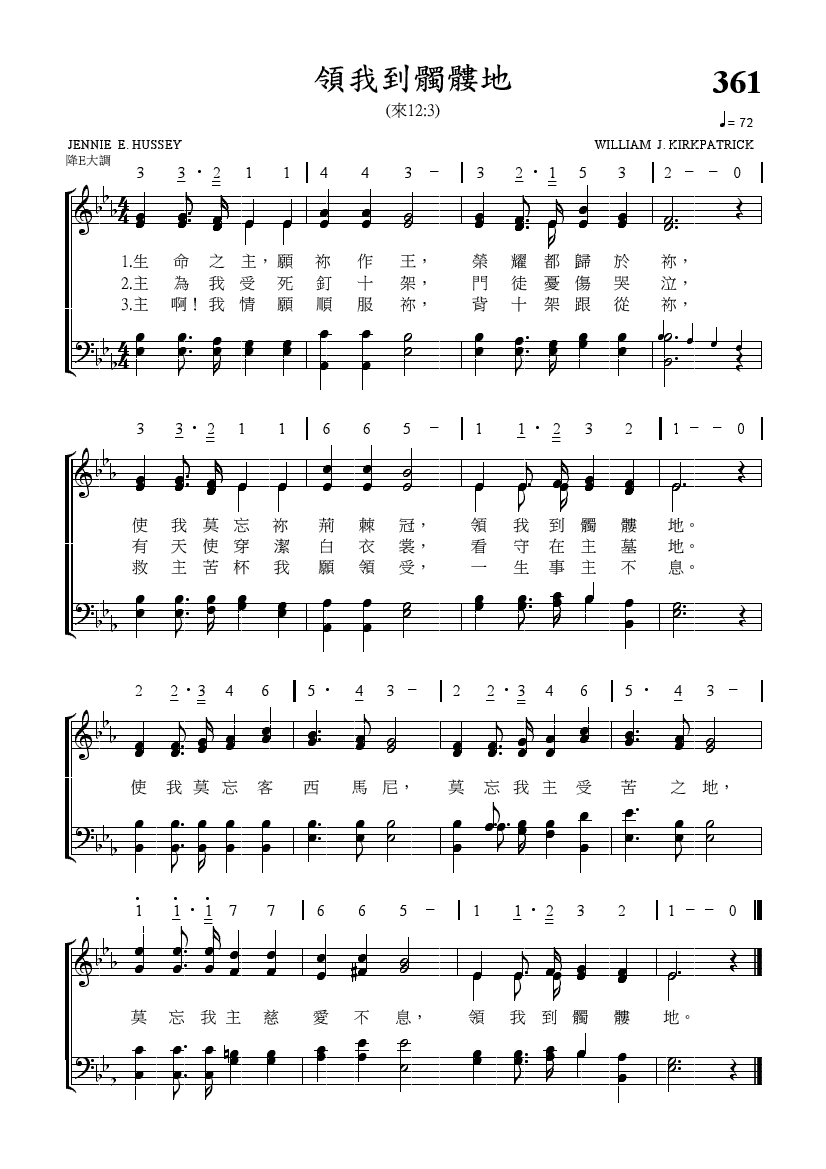 領我到髑髏地
361
(來12:3)
♩= 72
JENNIE E. HUSSEY
WILLIAM J. KIRKPATRICK
降E大調
3 3 · 2 1 1 | 4 4 3 – | 3 2 · 1 5 3 | 2 – – 0 |
1.生命之主，願祢作王， 榮耀都歸於祢，
2.主為我受死釘十架， 門徒憂傷哭泣，
3.主啊！我情願順服祢， 背十架跟從祢，
3 3 · 2 1 1 | 6 6 5 – | 1 1 · 2 3 2 | 1 – – 0 |
使我莫忘祢荊棘冠， 領我到髑髏地。
有天使穿潔白衣裳， 看守在主墓地。
救主苦杯我願領受， 一生事主不息。
2 2 · 3 4 6 | 5 · 4 3 – | 2 2 · 3 4 6 | 5 · 4 3 – |
使我莫忘客西馬尼， 莫忘我主受苦之地，
1 1 · 1 7 7 | 6 6 5 – | 1 1 · 2 3 2 | 1 – – 0
莫忘我主慈愛不息， 領我到髑髏地。